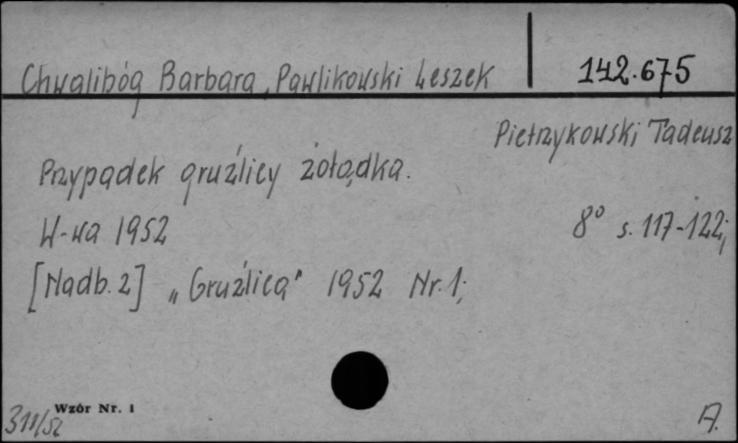 Chwalibóg Barbara, Pawlikowski Leszek 142.675
Pietrzykowski Tadeusz
Przypadek gruźlicy żołądka.
W-wa 1952 8° s. 117-122;
[Nadb. z] „Gruźlica" 1952 Nr. 1;
Wzór Nr. 1
311/52 A.